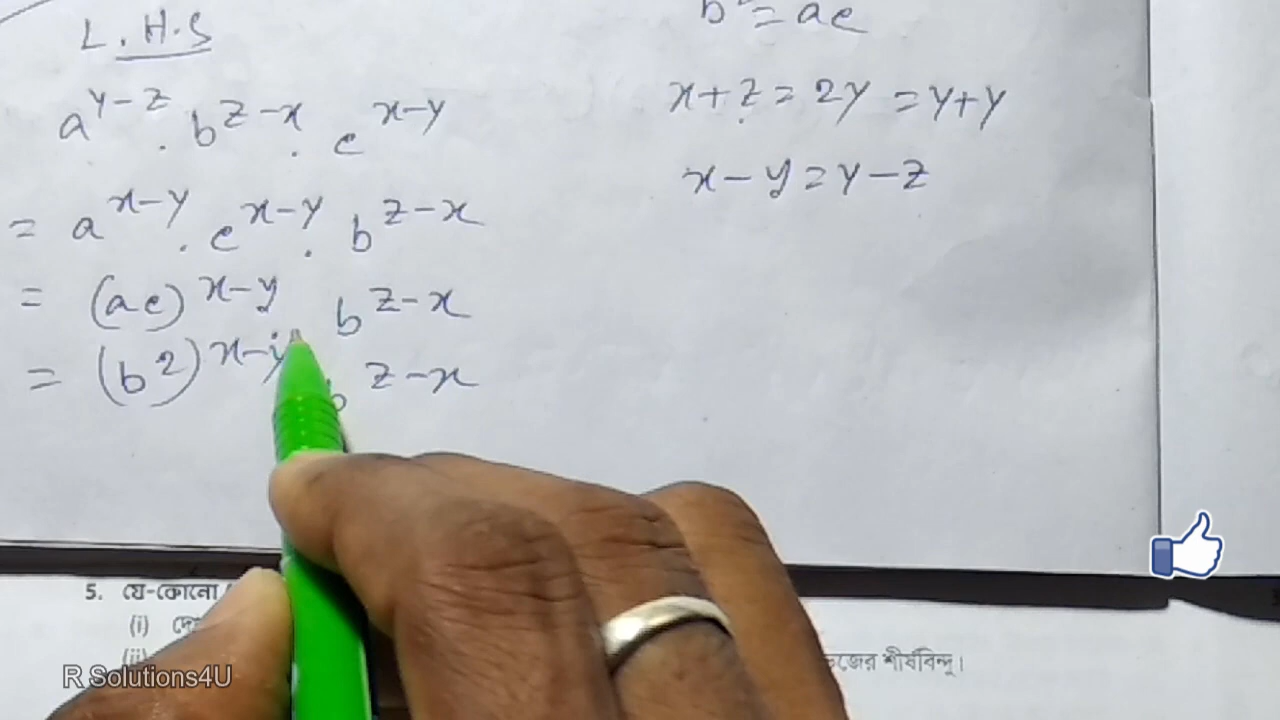 L.H.S
b² = ac
a^{y-z} . b^{z-x} . c^{x-y}
x+z = 2y = y+y
= a^{x-y} . c^{x-y} . b^{z-x}
x-y = y-z
= (ac)^{x-y} b^{z-x}
= (b²)^{x-y} . b^{z-x}
5. যে-কোনো
(i)
(ii)
শীর্ষবিন্দু।
R Solutions4U